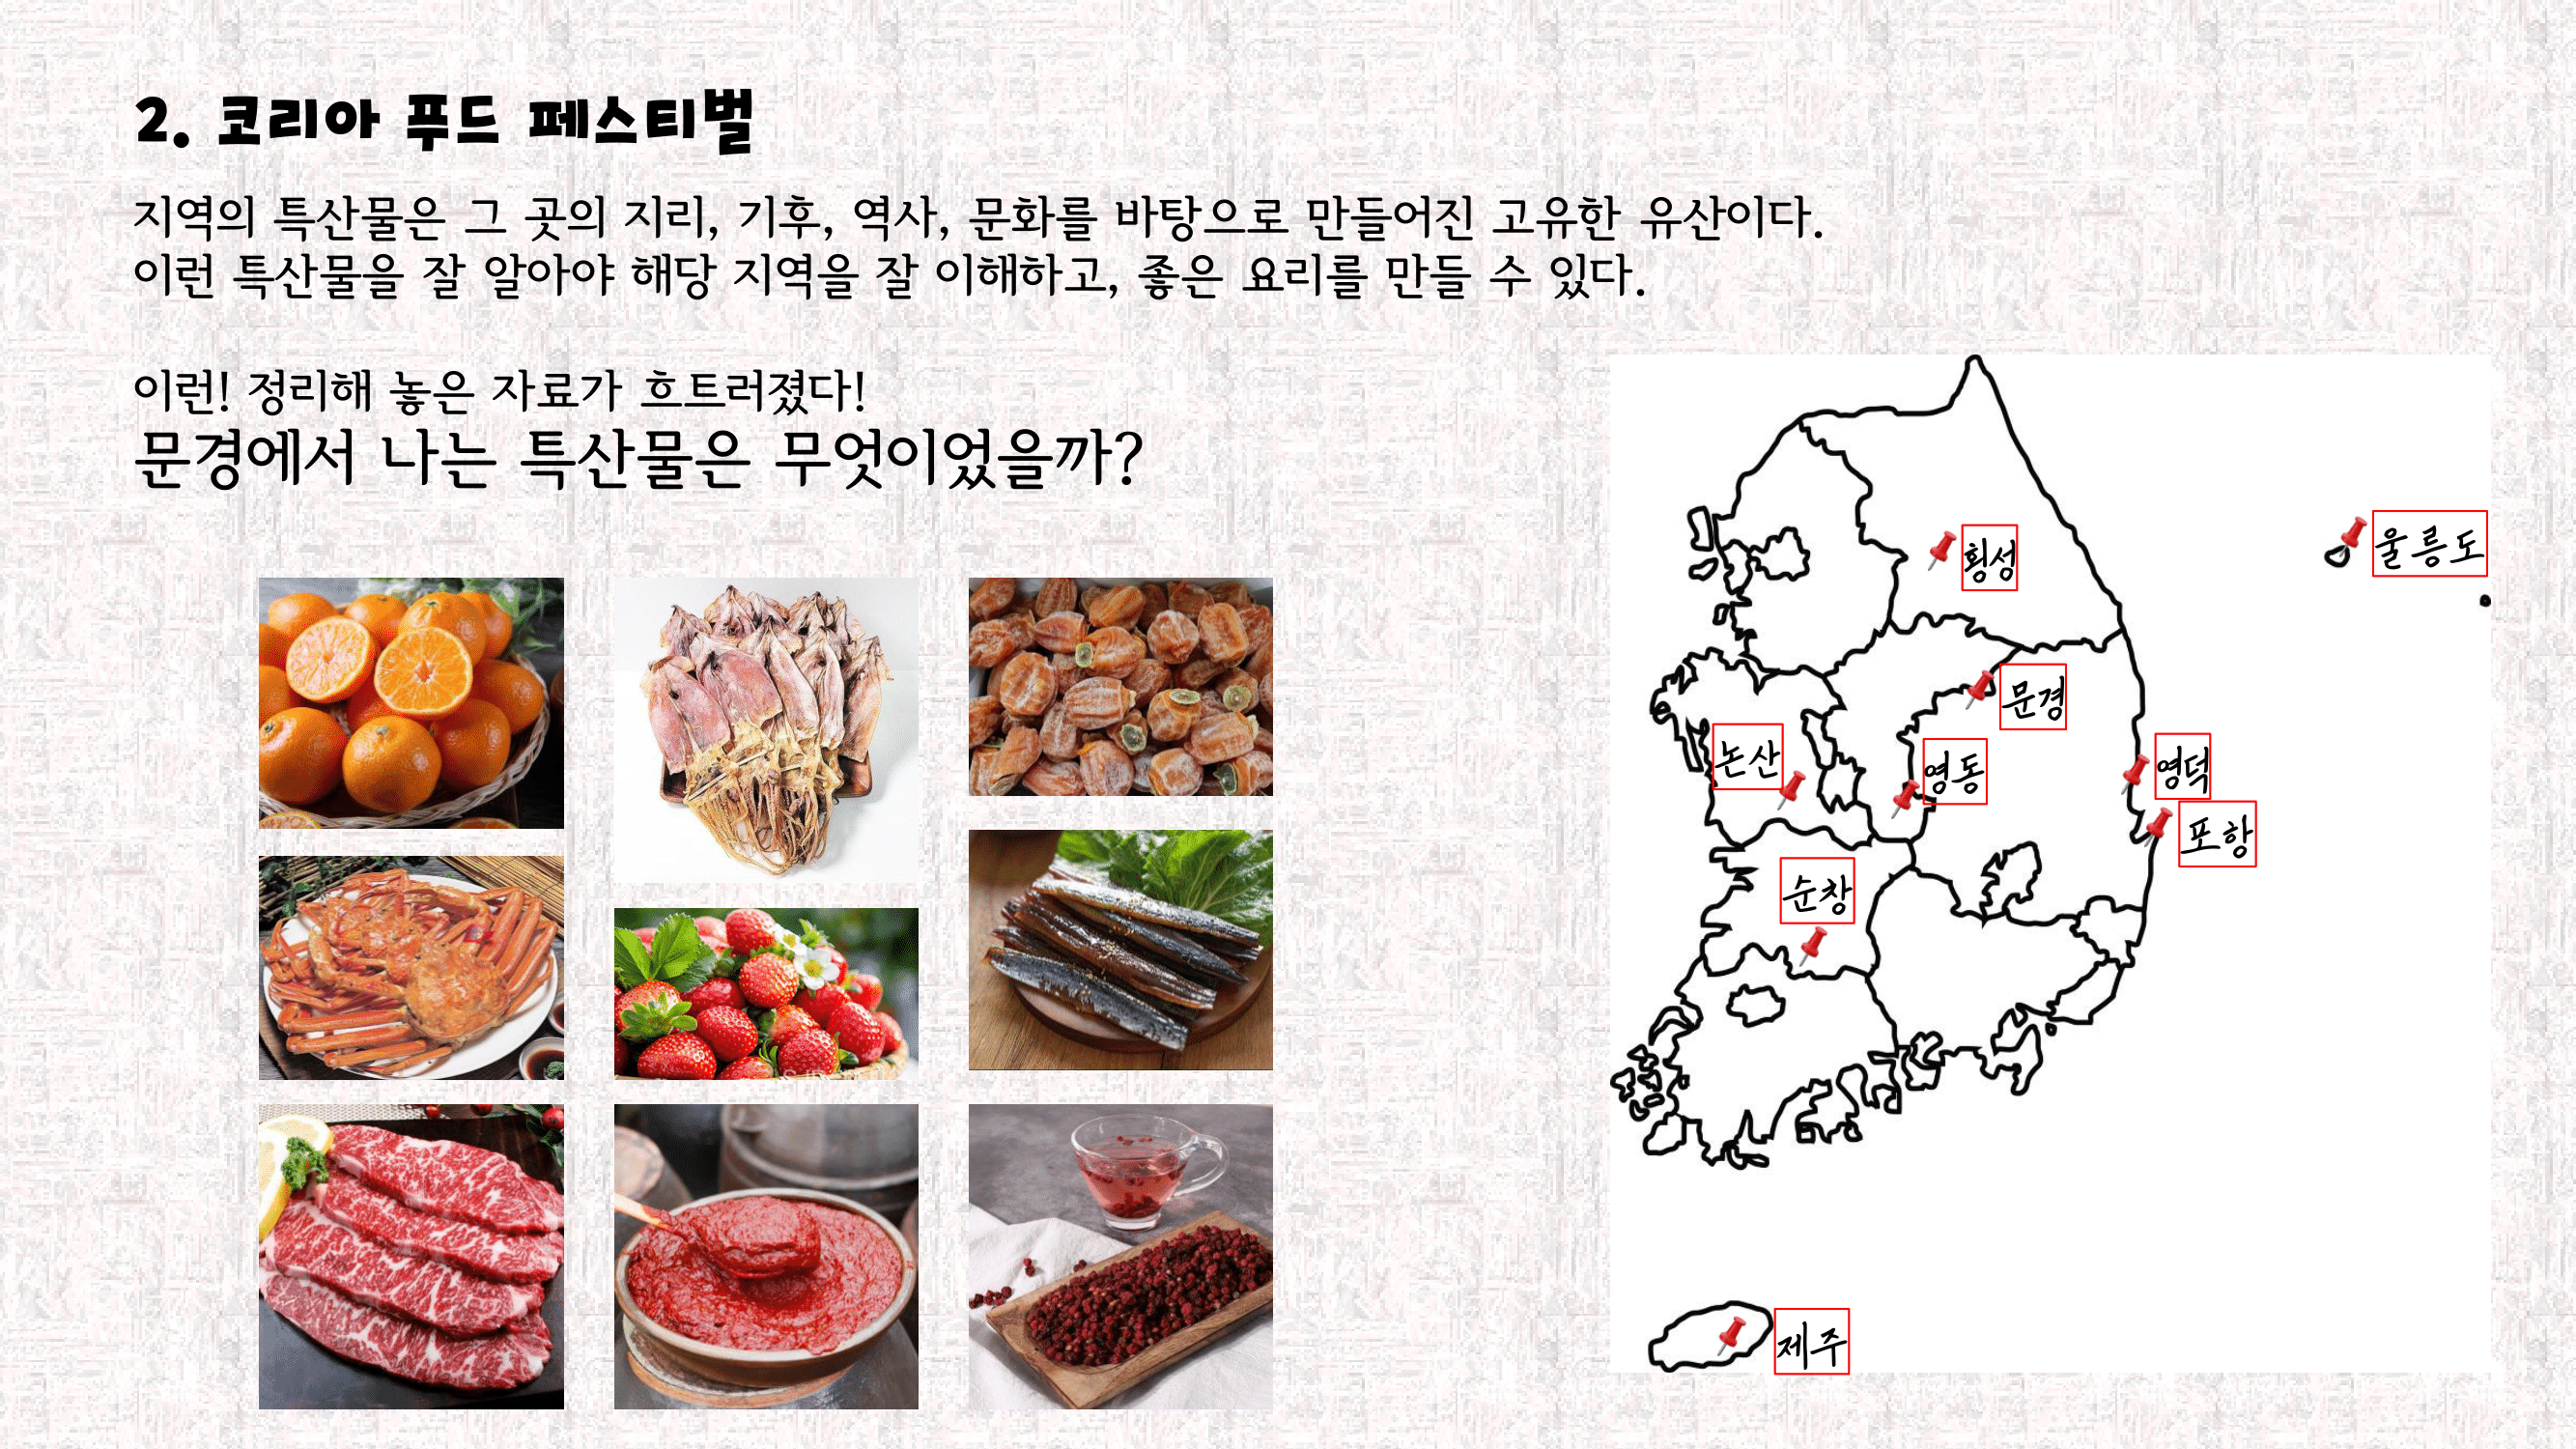 2. 코리아 푸드 페스티벌
지역의 특산물은 그 곳의 지리, 기후, 역사, 문화를 바탕으로 만들어진 고유한 유산이다.
이런 특산물을 잘 알아야 해당 지역을 잘 이해하고, 좋은 요리를 만들 수 있다.
이런! 정리해 놓은 자료가 흐트러졌다!
문경에서 나는 특산물은 무엇이었을까?
울릉도
횡성
문경
논산
영동
영덕
포항
순창
제주